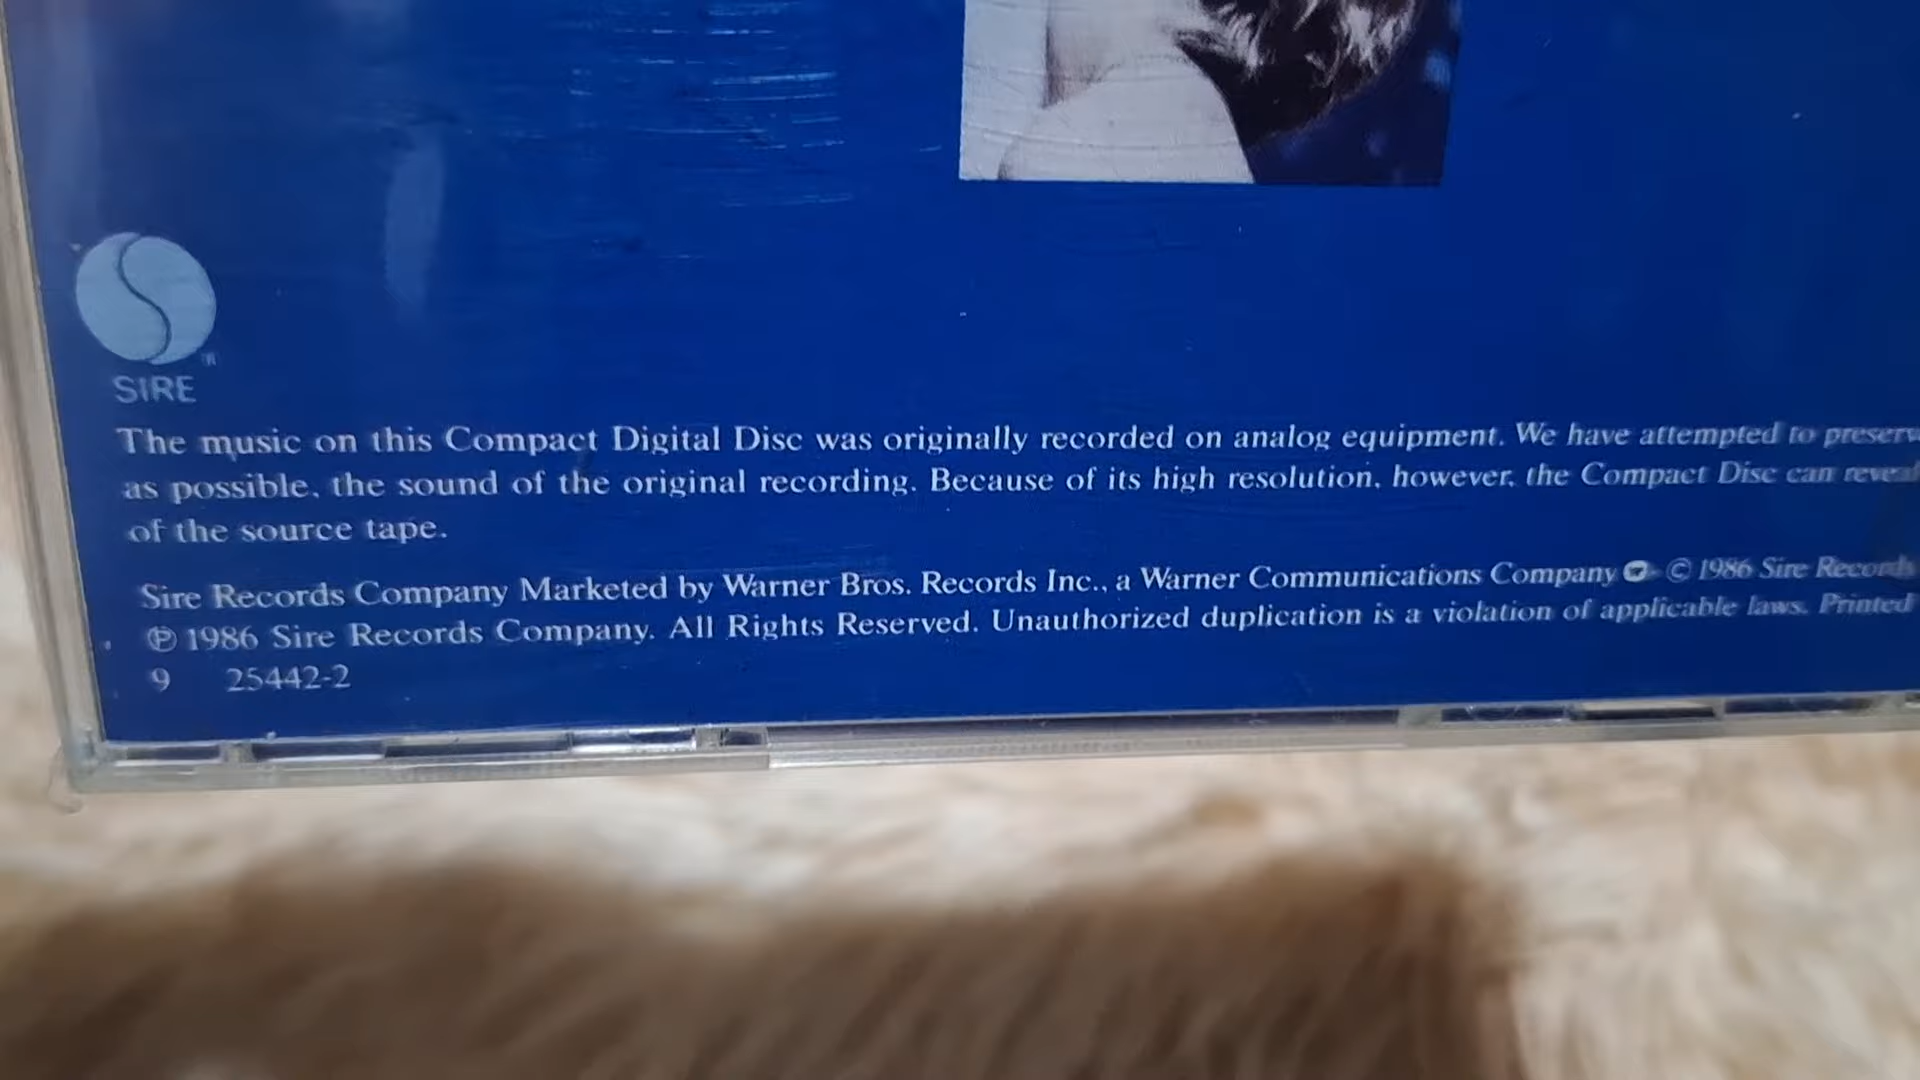 SIRE
The music on this Compact Digital Disc was originally recorded on analog equipment. We have attempted to preserv
as possible, the sound of the original recording. Because of its high resolution, however, the Compact Disc can reveal
of the source tape.
Sire Records Company Marketed by Warner Bros. Records Inc., a Warner Communications Company © 1986 Sire Records
℗ 1986 Sire Records Company. All Rights Reserved. Unauthorized duplication is a violation of applicable laws. Printed
9 25442-2